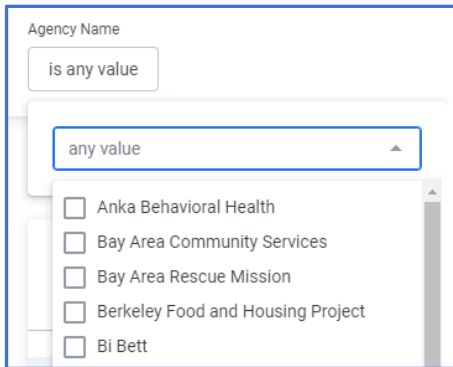 Agency Name
is any value
any value
Anka Behavioral Health
Bay Area Community Services
Bay Area Rescue Mission
Berkeley Food and Housing Project
Bi Bett